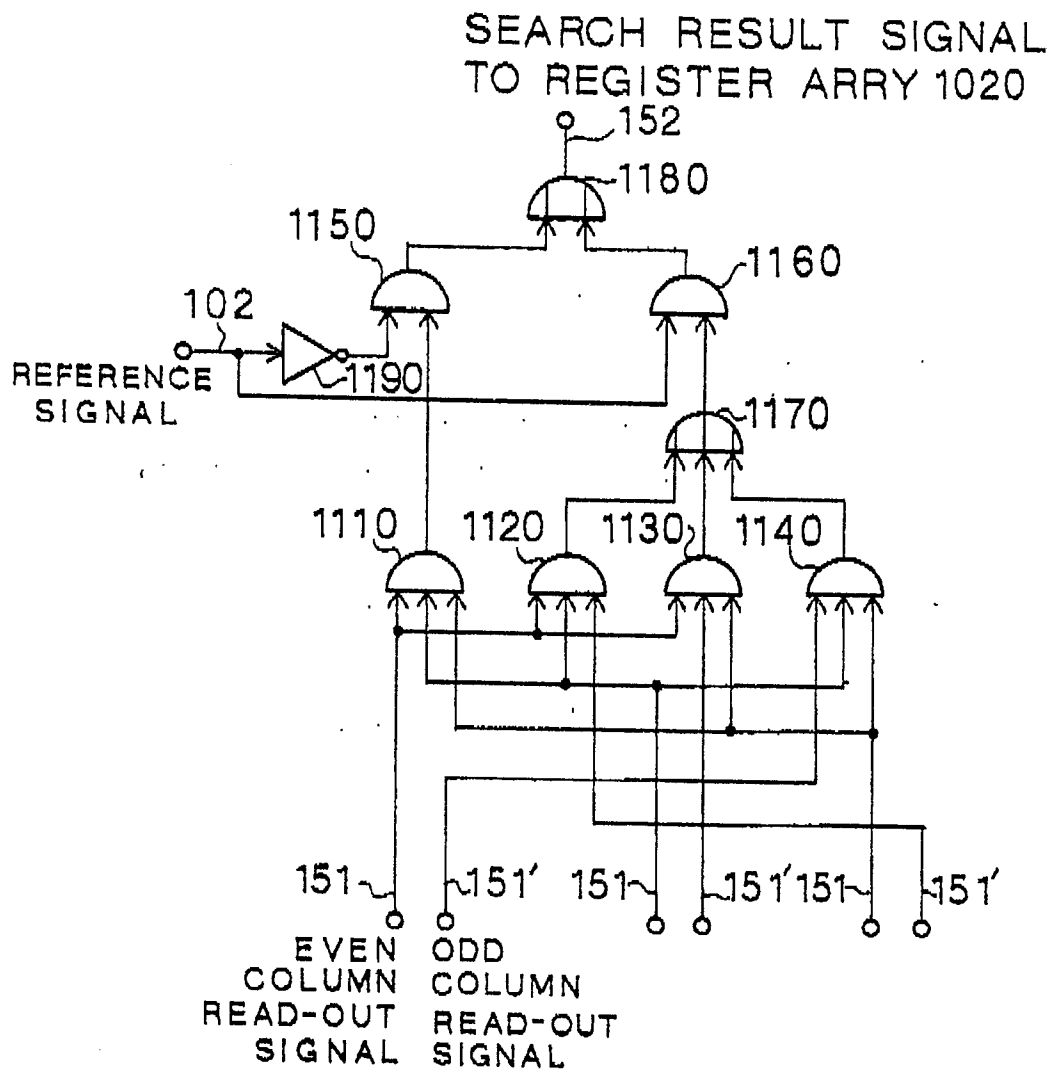 SEARCH RESULT SIGNAL
TO REGISTER ARRY 1020
152
1180
1150
1160
102
1190
REFERENCE
SIGNAL
1170
1110
1120
1130
1140
151
151′
151
151′
151
151′
EVEN
COLUMN
READ-OUT
SIGNAL
ODD
COLUMN
READ-OUT
SIGNAL